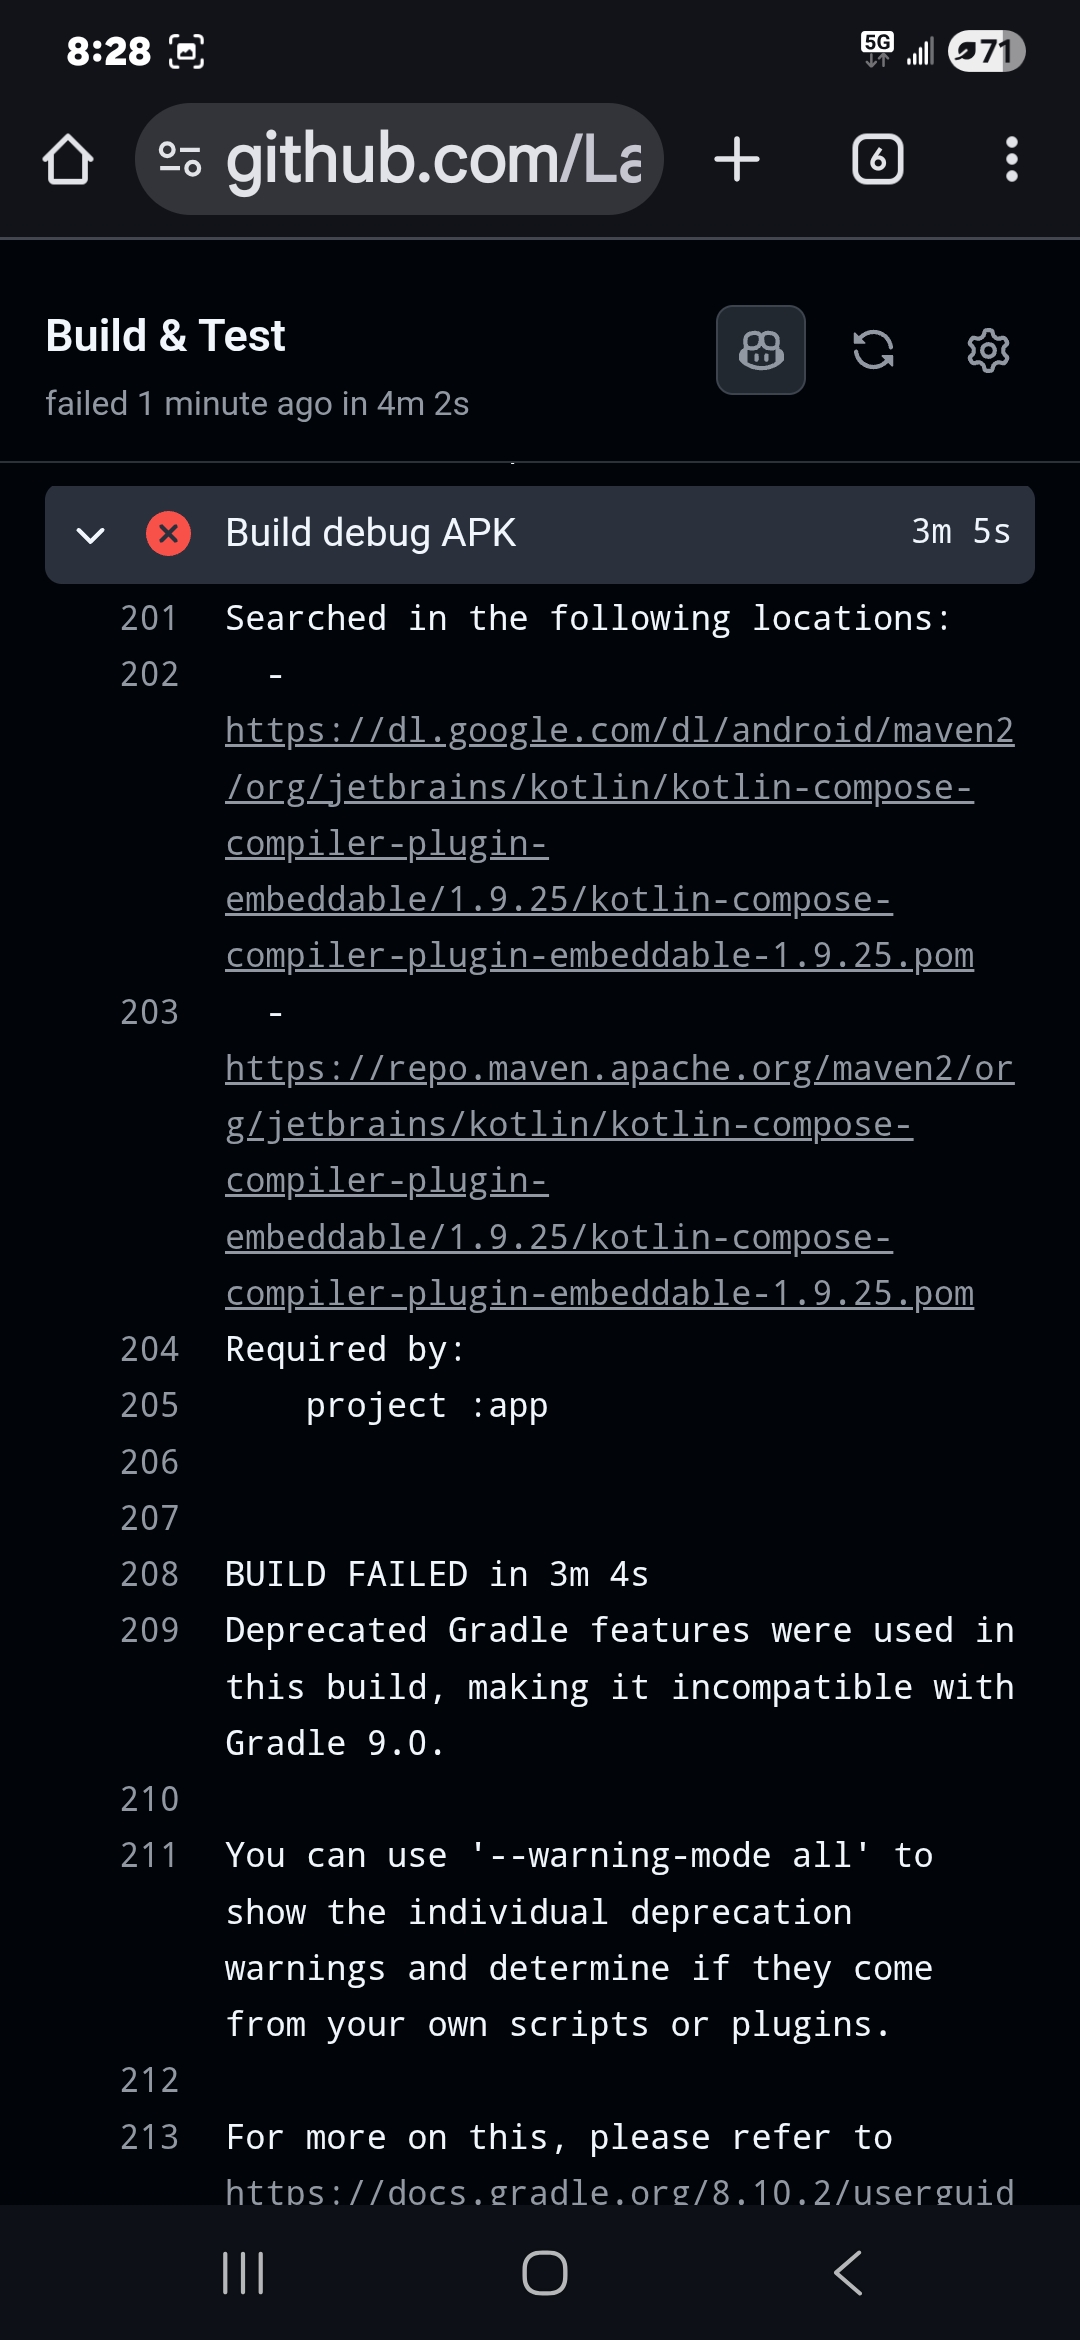 8:28
5G
71
github.com/La
6
Build & Test
failed 1 minute ago in 4m 2s
Build debug APK
3m 5s
201 Searched in the following locations:
202 -
https://dl.google.com/dl/android/maven2
/org/jetbrains/kotlin/kotlin-compose-
compiler-plugin-
embeddable/1.9.25/kotlin-compose-
compiler-plugin-embeddable-1.9.25.pom
203 -
https://repo.maven.apache.org/maven2/or
g/jetbrains/kotlin/kotlin-compose-
compiler-plugin-
embeddable/1.9.25/kotlin-compose-
compiler-plugin-embeddable-1.9.25.pom
204 Required by:
205 project :app
206
207
208 BUILD FAILED in 3m 4s
209 Deprecated Gradle features were used in
this build, making it incompatible with
Gradle 9.0.
210
211 You can use '--warning-mode all' to
show the individual deprecation
warnings and determine if they come
from your own scripts or plugins.
212
213 For more on this, please refer to
https://docs.gradle.org/8.10.2/userguid